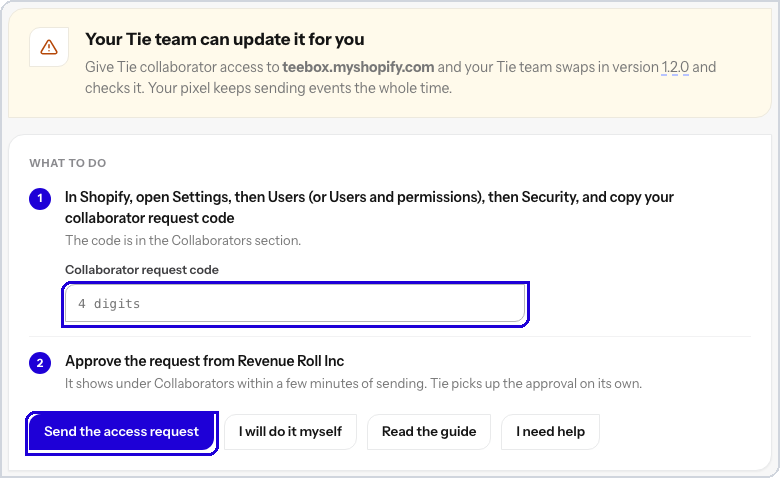 Your Tie team can update it for you
Give Tie collaborator access to teebox.myshopify.com and your Tie team swaps in version 1.2.0 and
checks it. Your pixel keeps sending events the whole time.
WHAT TO DO
1 In Shopify, open Settings, then Users (or Users and permissions), then Security, and copy your
collaborator request code
The code is in the Collaborators section.
Collaborator request code
4 digits
2 Approve the request from Revenue Roll Inc
It shows under Collaborators within a few minutes of sending. Tie picks up the approval on its own.
Send the access request I will do it myself Read the guide I need help